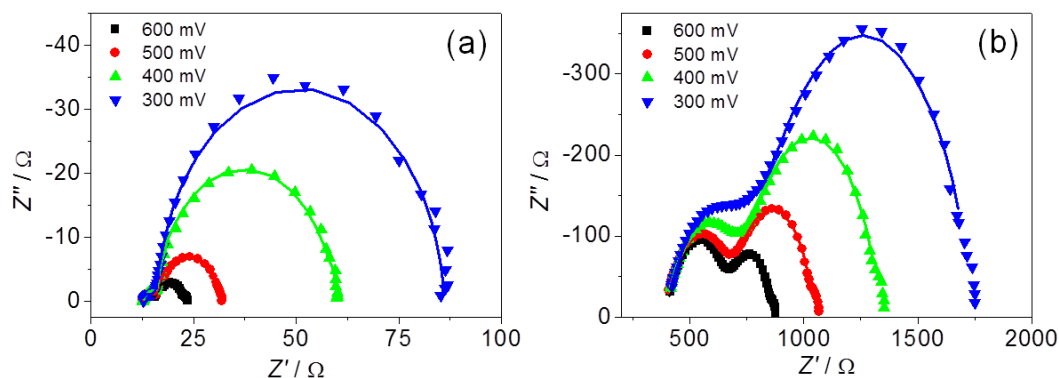 (a)
600 mV
500 mV
400 mV
300 mV
-40
-30
-20
-10
0
Z'' / Ω
0
25
50
75
100
Z' / Ω
(b)
600 mV
500 mV
400 mV
300 mV
-300
-200
-100
0
Z'' / Ω
500
1000
1500
2000
Z' / Ω